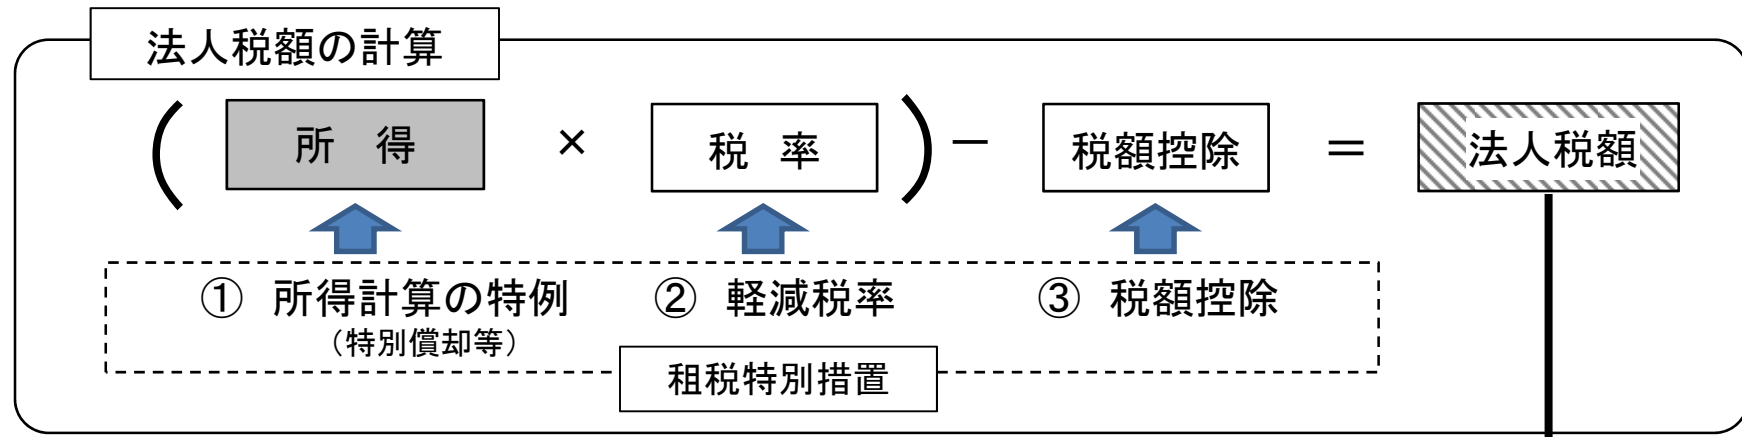 法人税額の計算
( 所 得 × 税 率 ) − 税額控除 = 法人税額
① 所得計算の特例 ② 軽減税率 ③ 税額控除
（特別償却等）
租税特別措置